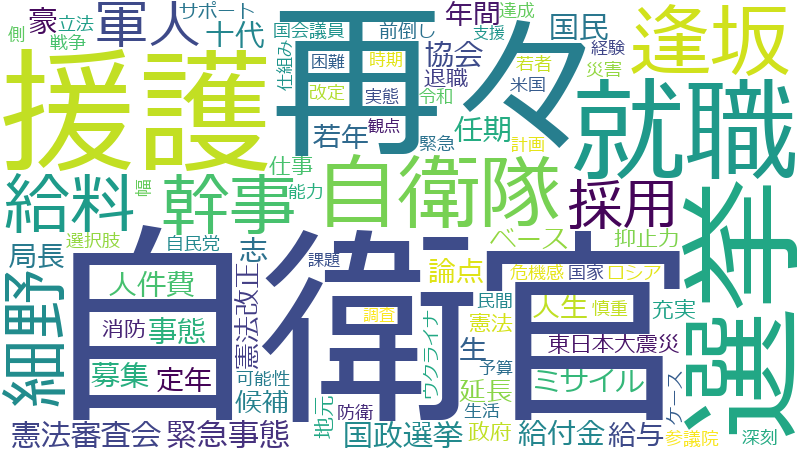 側
立法
戦争
豪
軍人
サポート
十代
国会議員
仕組み
困難
改定
前倒し
時期
実態
観点
若年
年間
達成
支援
協会
退職
令和
緊急
任期
国民
経験
若者
米国
災害
計画
逢坂
援護
再々
就職
給料
幹事
自衛隊
採用
選挙
幅
仕事
能力
局長
選択肢
自民党
志
課題
論点
ベース
抑止力
危機感
国家
ロシア
細野
人件費
消防
事態
募集
定年
憲法改正
自衛官
調査
ウクライナ
憲法
民間
人生
慎重
充実
生
東日本大震災
予算
可能性
候補
地元
防衛
延長
生活
ミサイル
ケース
憲法審査会
緊急事態
国政選挙
政府
給付金
給与
参議院
深刻